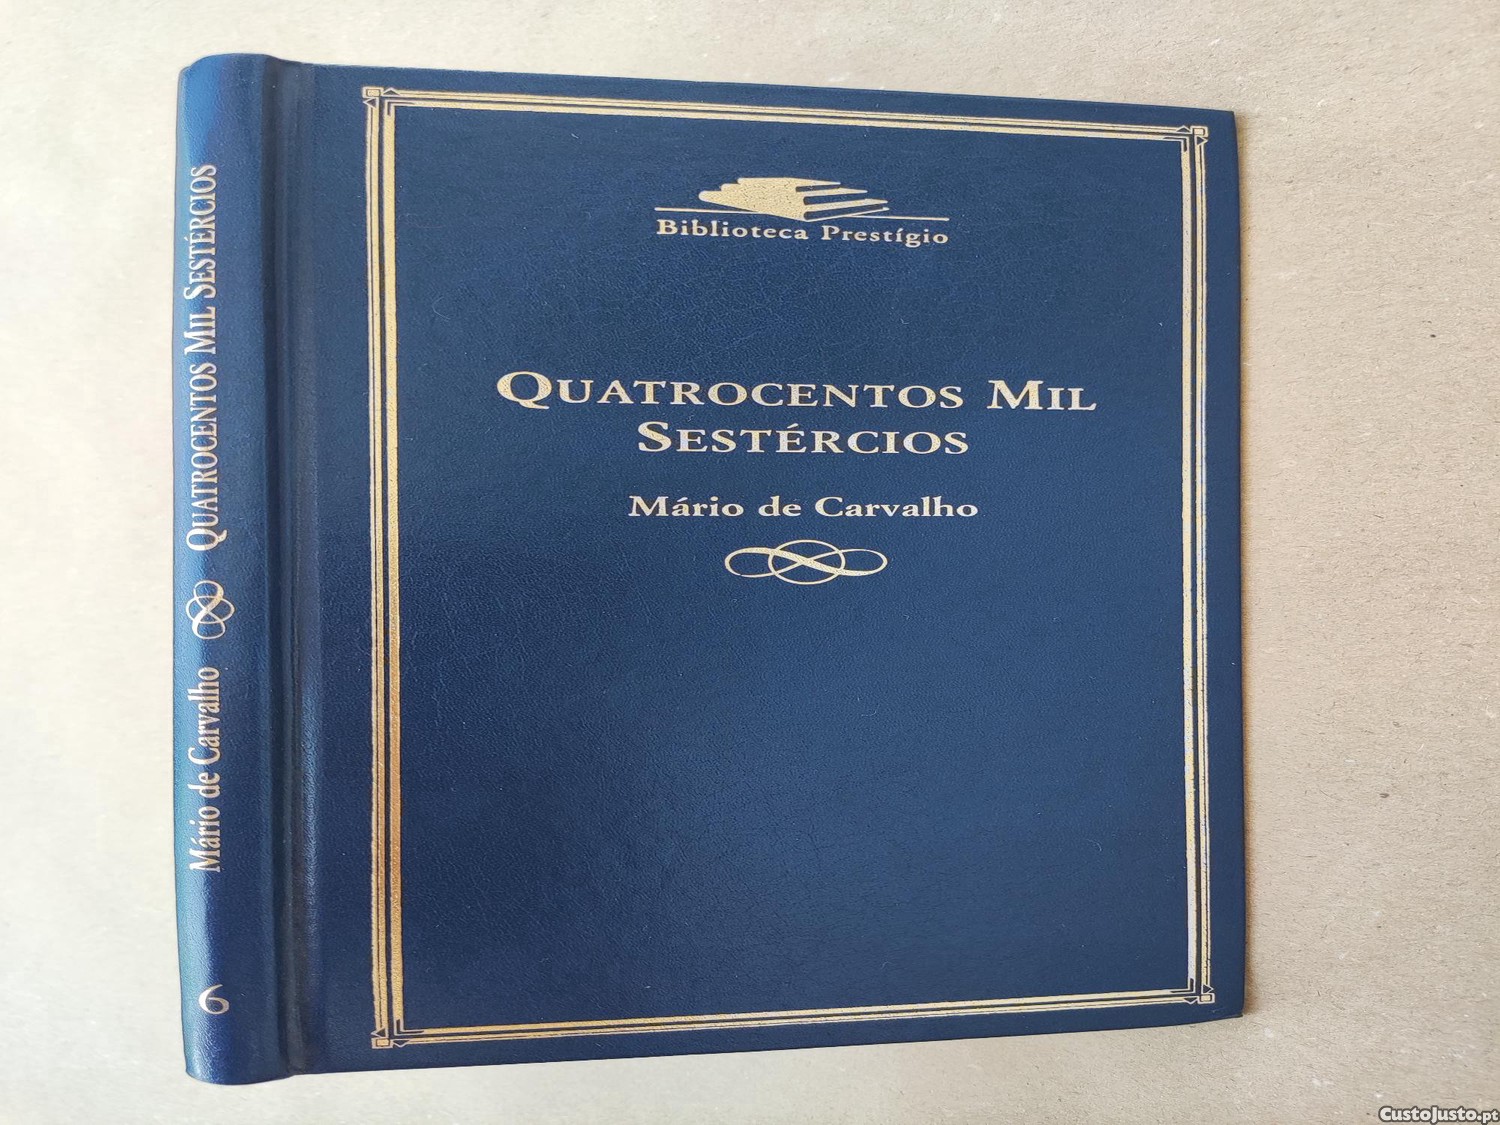 Biblioteca Prestígio
QUATROCENTOS MIL
SESTÉRCIOS
Mário de Carvalho
6 Mário de Carvalho QUATROCENTOS MIL SESTÉRCIOS
CustoJusto.pt